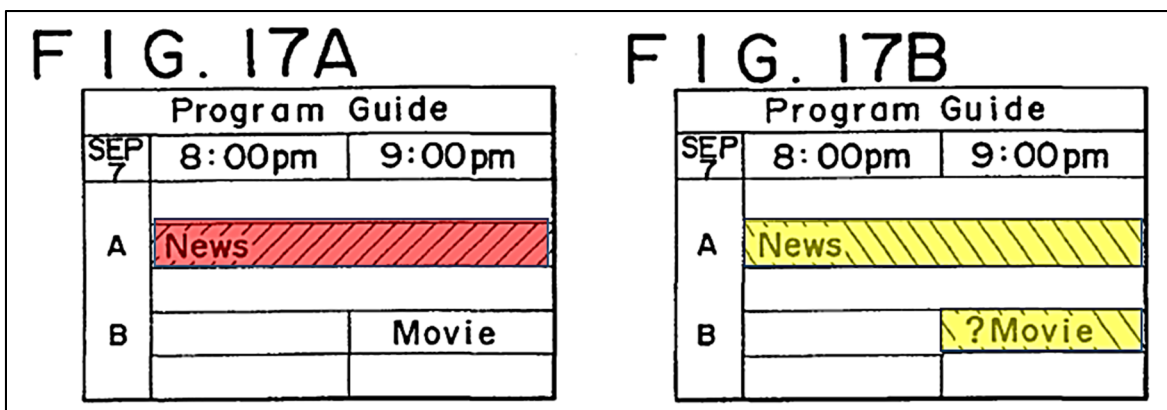 FIG. 17A
Program Guide
SEP 7 8:00pm 9:00pm
A News
B Movie
FIG. 17B
Program Guide
SEP 7 8:00pm 9:00pm
A News
B ?Movie